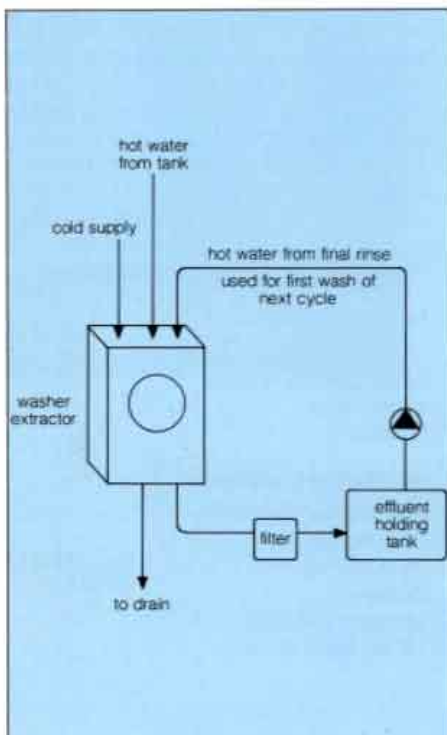 hot water
from tank
cold supply
hot water from final rinse
used for first wash of
next cycle
washer
extractor
filter
effluent
holding
tank
to drain